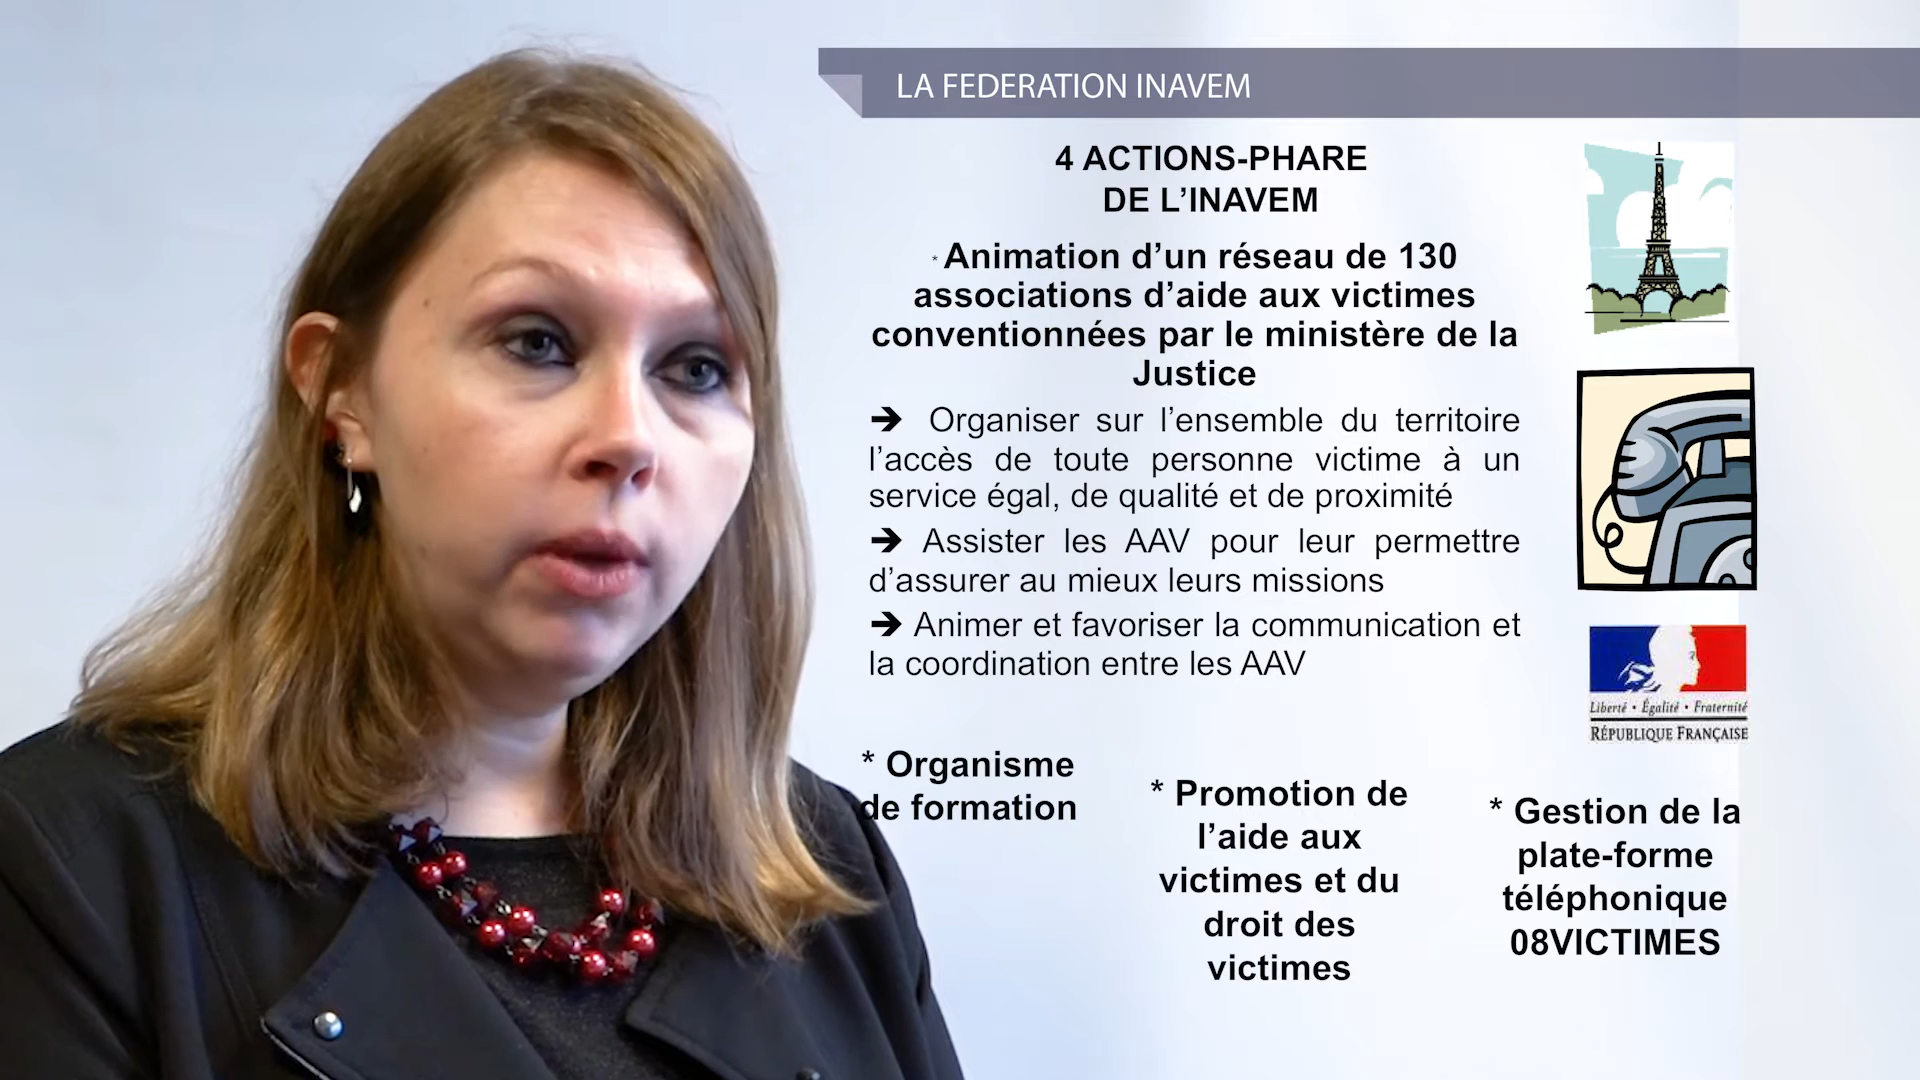 LA FEDERATION INAVEM
4 ACTIONS-PHARE
DE L’INAVEM
* Animation d’un réseau de 130
associations d’aide aux victimes
conventionnées par le ministère de la
Justice
➔ Organiser sur l’ensemble du territoire
l’accès de toute personne victime à un
service égal, de qualité et de proximité
➔ Assister les AAV pour leur permettre
d’assurer au mieux leurs missions
➔ Animer et favoriser la communication et
la coordination entre les AAV
Liberté • Égalité • Fraternité
RÉPUBLIQUE FRANÇAISE
* Organisme
de formation
* Promotion de
l’aide aux
victimes et du
droit des
victimes
* Gestion de la
plate-forme
téléphonique
08VICTIMES